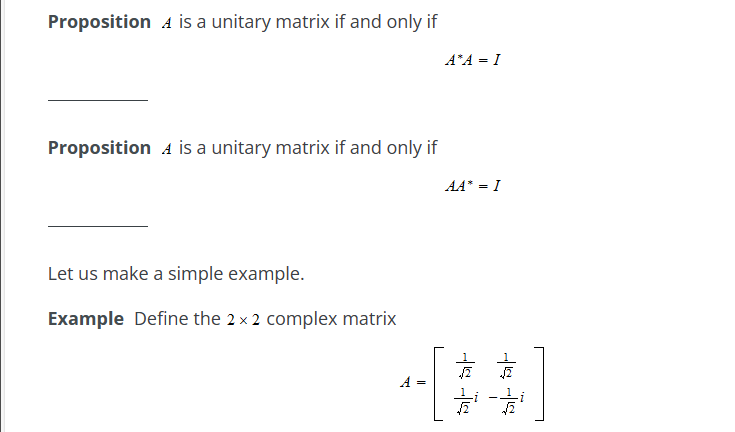 Proposition A is a unitary matrix if and only if
A*A = I
Proposition A is a unitary matrix if and only if
AA* = I
Let us make a simple example.
Example Define the 2 × 2 complex matrix
A = [ 1/√2 1/√2
1/√2 i -1/√2 i ]